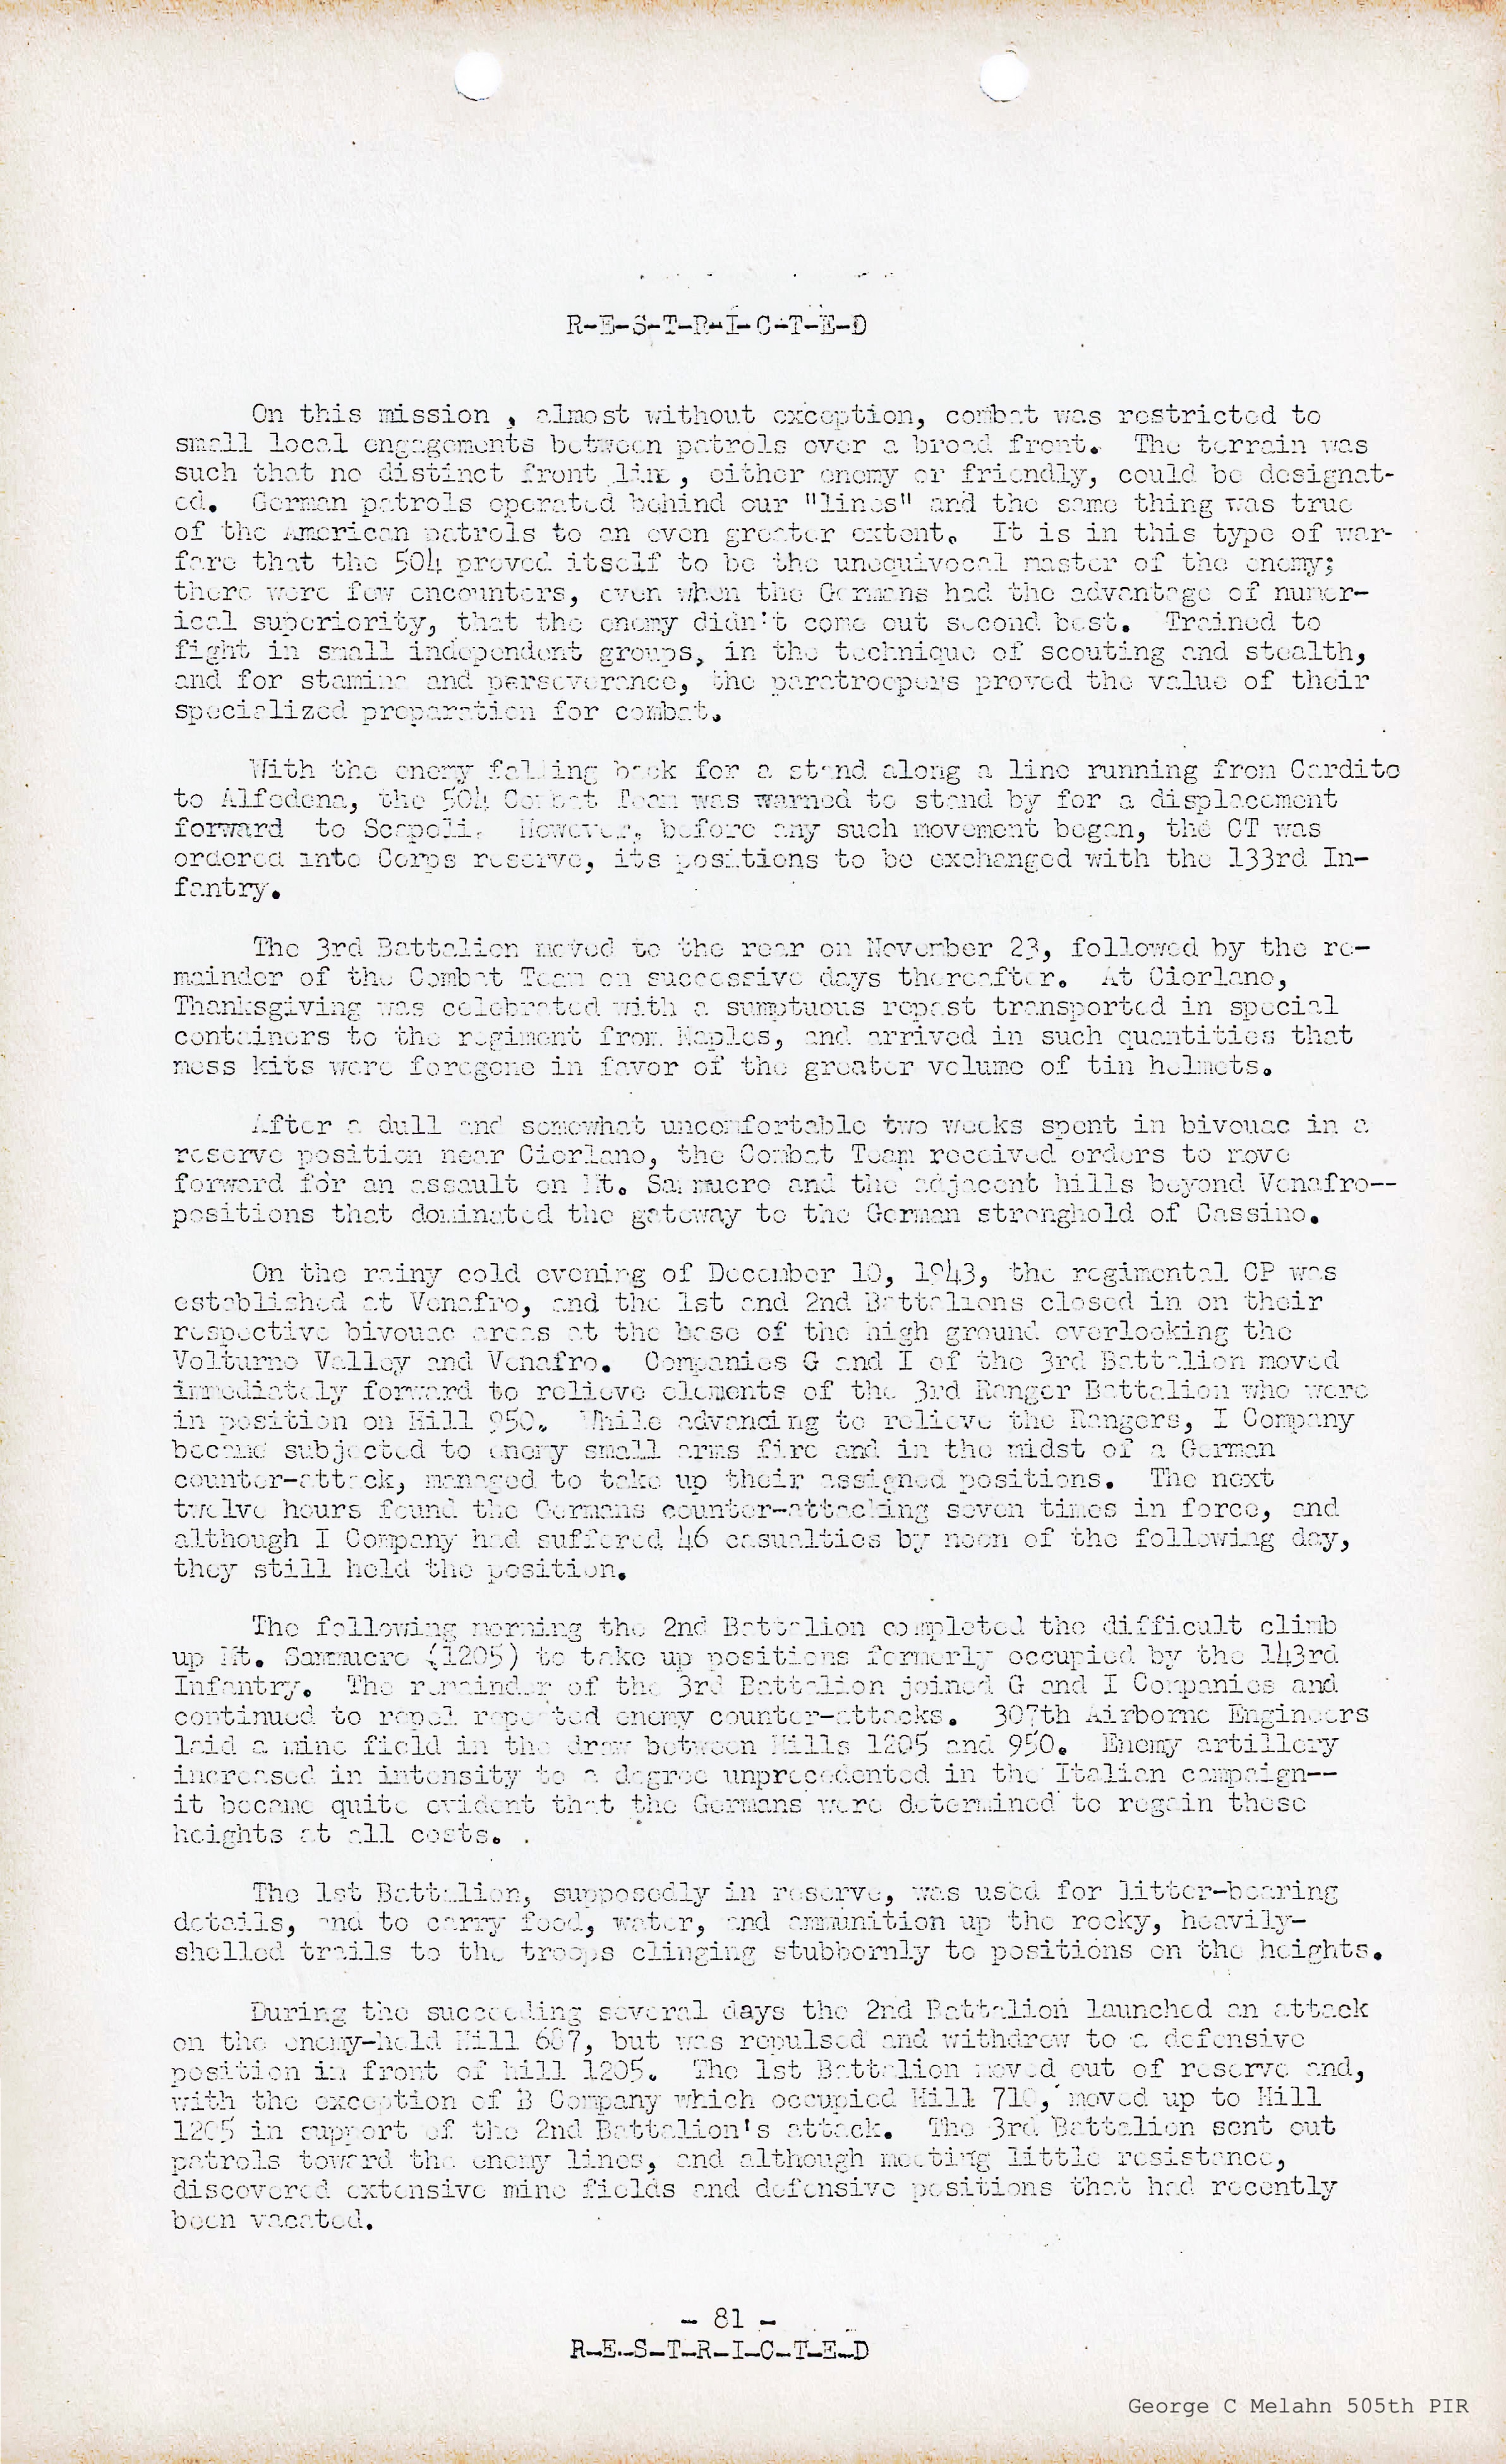 R-E-S-T-R-I-C-T-E-D
On this mission , almost without exception, combat was restricted to
small local engagements between patrols over a broad front. The terrain was
such that no distinct front line, either enemy or friendly, could be designat-
ed. German patrols operated behind our "lines" and the same thing was true
of the American patrols to an even greater extent. It is in this type of war-
fare that the 504 proved itself to be the unequivocal master of the enemy;
there were few encounters, even when the Germans had the advantage of numer-
ical superiority, that the enemy didn't come out second best. Trained to
fight in small independent groups, in the technique of scouting and stealth,
and for stamina and perseverance, the paratroopers proved the value of their
specialized preparation for combat.
With the enemy falling back for a stand along a line running from Cardito
to Alfedena, the 504 Combat Team was warned to stand by for a displacement
forward to Scapoli. However, before any such movement began, the CT was
ordered into Corps reserve, its positions to be exchanged with the 133rd In-
fantry.
The 3rd Battalion moved to the rear on November 23, followed by the re-
mainder of the Combat Team on successive days thereafter. At Ciorlano,
Thanksgiving was celebrated with a sumptuous repast transported in special
containers to the regiment from Naples, and arrived in such quantities that
mess kits were foregone in favor of the greater volume of tin helmets.
After a dull and somewhat uncomfortable two weeks spent in bivouac in a
reserve position near Ciorlano, the Combat Team received orders to move
forward for an assault on Mt. Sammucro and the adjacent hills beyond Venafro--
positions that dominated the gateway to the German stronghold of Cassino.
On the rainy cold evening of December 10, 1943, the regimental CP was
established at Venafro, and the 1st and 2nd Battalions closed in on their
respective bivouac areas at the base of the high ground overlooking the
Volturno Valley and Venafro. Companies G and I of the 3rd Battalion moved
immediately forward to relieve elements of the 3rd Ranger Battalion who were
in position on Hill 950. While advancing to relieve the Rangers, I Company
became subjected to enemy small arms fire and in the midst of a German
counter-attack, managed to take up their assigned positions. The next
twelve hours found the Germans counter-attacking seven times in force, and
although I Company had suffered 46 casualties by noon of the following day,
they still held the position.
The following morning the 2nd Battalion completed the difficult climb
up Mt. Sammucro (1205) to take up positions formerly occupied by the 143rd
Infantry. The remainder of the 3rd Battalion joined G and I Companies and
continued to repel repeated enemy counter-attacks. 307th Airborne Engineers
laid a mine field in the draw between Hills 1205 and 950. Enemy artillery
increased in intensity to a degree unprecedented in the Italian campaign--
it became quite evident that the Germans were determined to regain these
heights at all costs.
The 1st Battalion, supposedly in reserve, was used for litter-bearing
details, and to carry food, water, and ammunition up the rocky, heavily-
shelled trails to the troops clinging stubbornly to positions on the heights.
During the succeeding several days the 2nd Battalion launched an attack
on the enemy-held Hill 687, but was repulsed and withdrew to a defensive
position in front of hill 1205. The 1st Battalion moved out of reserve and,
with the exception of B Company which occupied Hill 710, moved up to Hill
1205 in support of the 2nd Battalion's attack. The 3rd Battalion sent out
patrols toward the enemy lines, and although meeting little resistance,
discovered extensive mine fields and defensive positions that had recently
been vacated.
- 81 -
R-E-S-T-R-I-C-T-E-D
George C Melahn 505th PIR